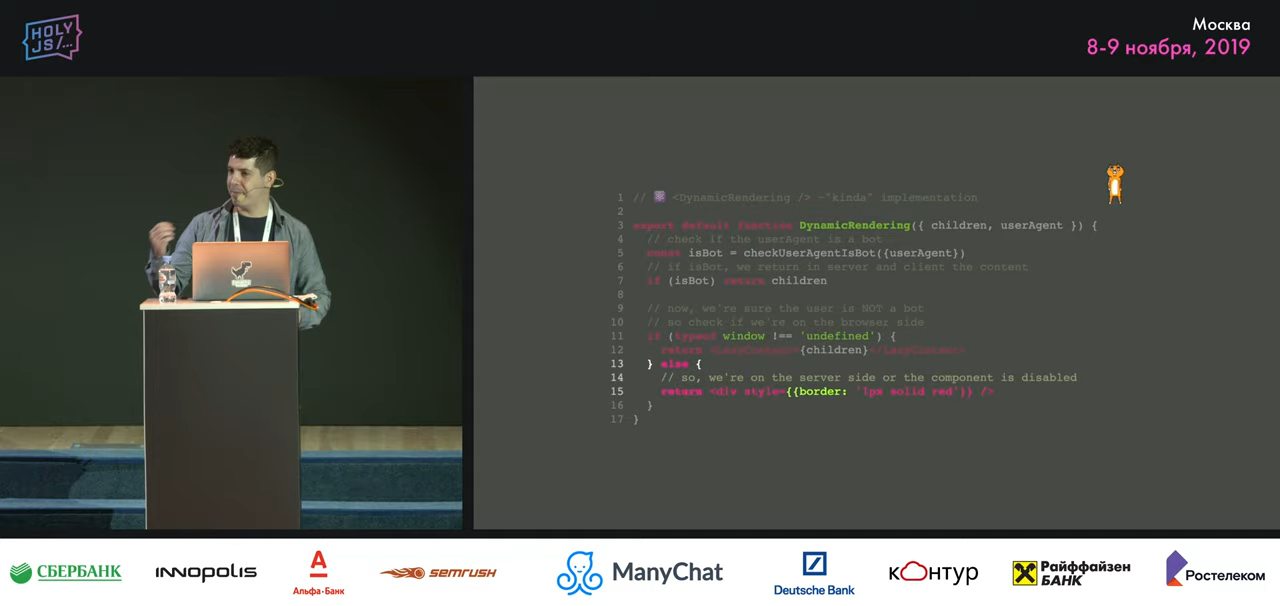 HOLY
JS/...
Москва
8-9 ноября, 2019
1 // <DynamicRendering /> -"kinda" implementation
2
3 export default function DynamicRendering({ children, userAgent }) {
4 // check if the userAgent is a bot
5 const isBot = checkUserAgentIsBot({userAgent})
6 // if isBot, we return in server and client the content
7 if (isBot) return children
8
9 // now, we're sure the user is NOT a bot
10 // so check if we're on the browser side
11 if (typeof window !== 'undefined') {
12 return <LazyContent>{children}</LazyContent>
13 } else {
14 // so, we're on the server side or the component is disabled
15 return <div style={{border: '1px solid red'}} />
16 }
17 }
СБЕРБАНК
INNOPOLIS
А
Альфа·Банк
semrush
ManyChat
Deutsche Bank
контур
Райффайзен
БАНК
Ростелеком